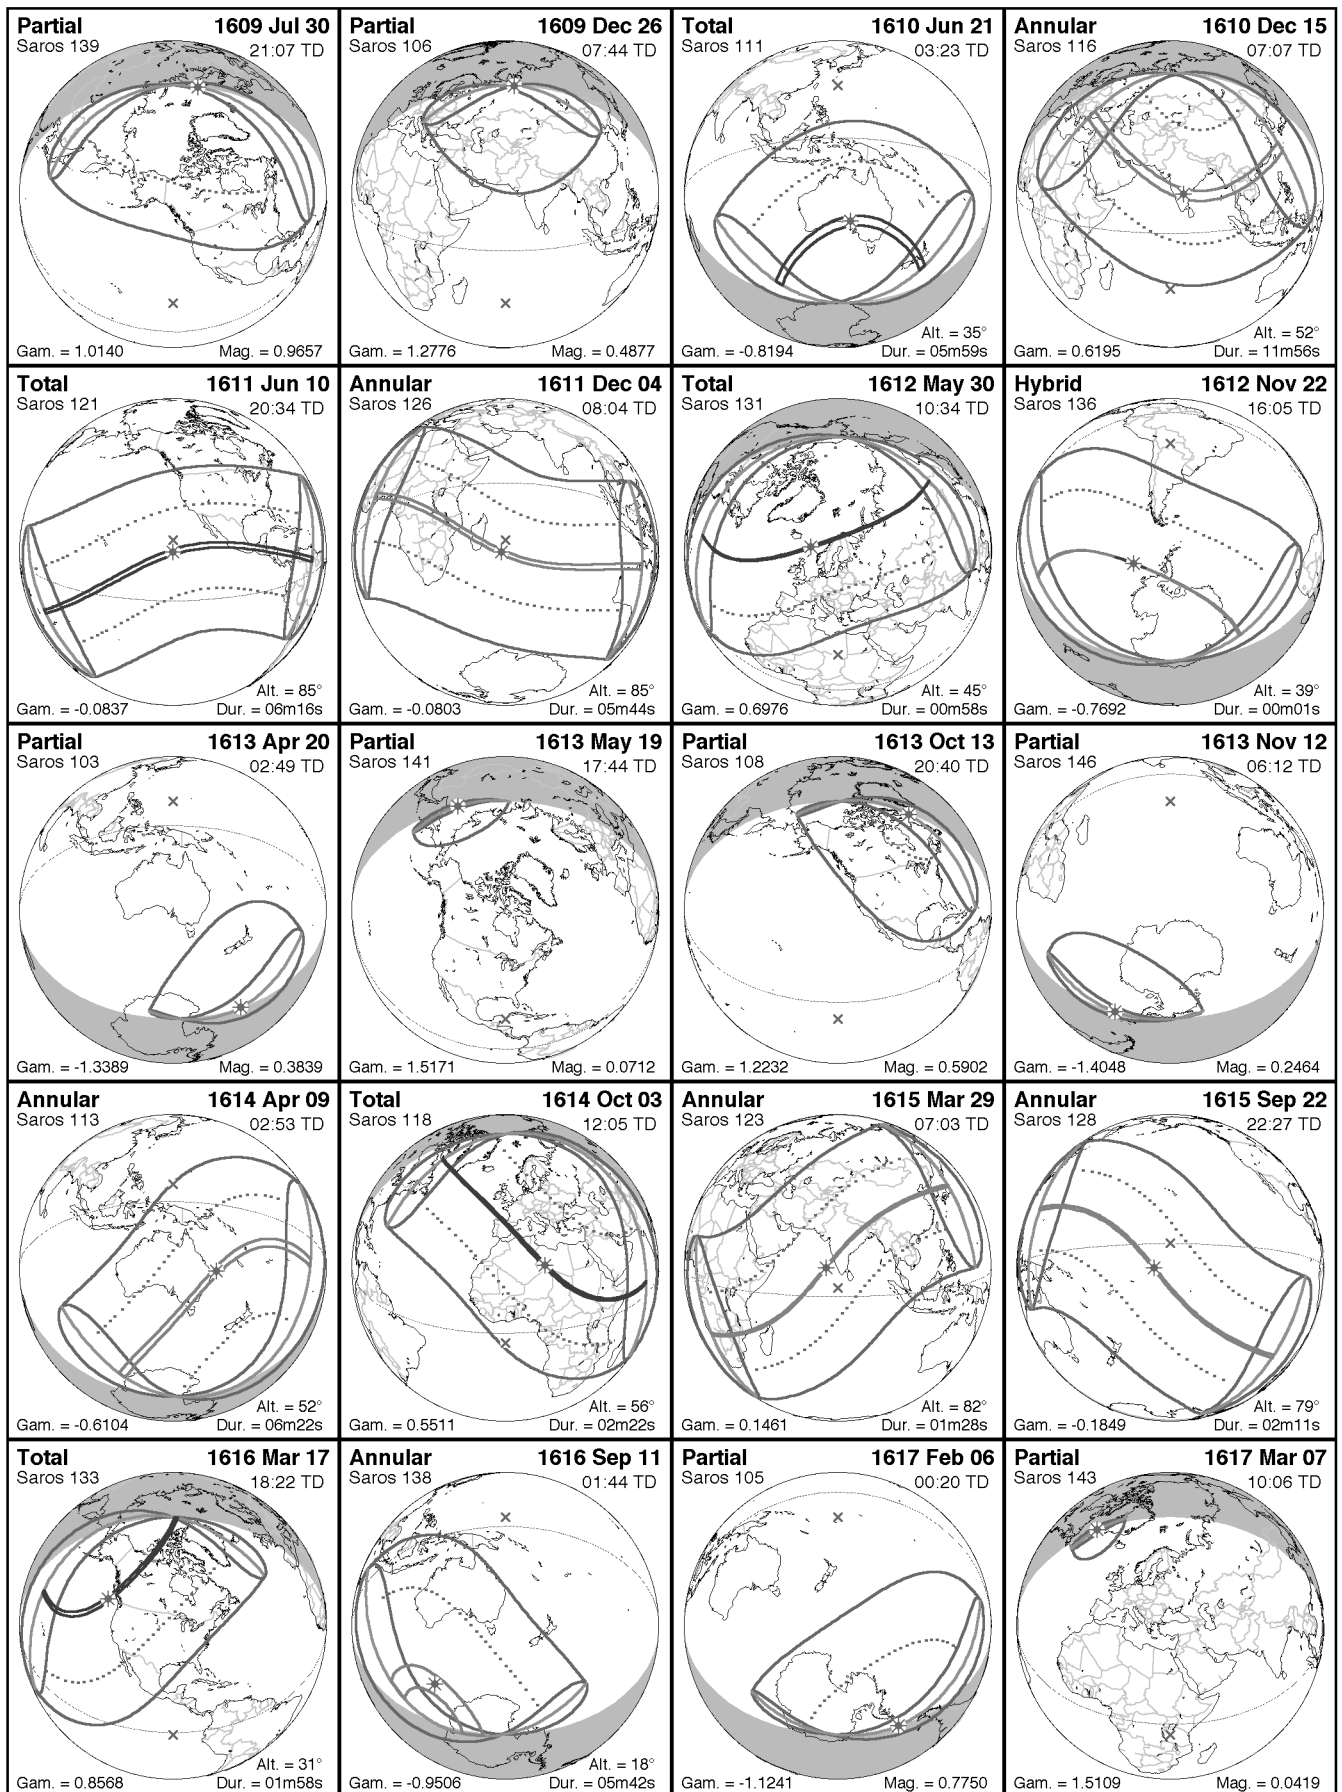 Partial 1609 Jul 30
Saros 139 21:07 TD
Gam. = 1.0140 Mag. = 0.9657
Partial 1609 Dec 26
Saros 106 07:44 TD
Gam. = 1.2776 Mag. = 0.4877
Total 1610 Jun 21
Saros 111 03:23 TD
Alt. = 35°
Gam. = -0.8194 Dur. = 05m59s
Annular 1610 Dec 15
Saros 116 07:07 TD
Alt. = 52°
Gam. = 0.6195 Dur. = 11m56s
Total 1611 Jun 10
Saros 121 20:34 TD
Alt. = 85°
Gam. = -0.0837 Dur. = 06m16s
Annular 1611 Dec 04
Saros 126 08:04 TD
Alt. = 85°
Gam. = -0.0803 Dur. = 05m44s
Total 1612 May 30
Saros 131 10:34 TD
Alt. = 45°
Gam. = 0.6976 Dur. = 00m58s
Hybrid 1612 Nov 22
Saros 136 16:05 TD
Alt. = 39°
Gam. = -0.7692 Dur. = 00m01s
Partial 1613 Apr 20
Saros 103 02:49 TD
Gam. = -1.3389 Mag. = 0.3839
Partial 1613 May 19
Saros 141 17:44 TD
Gam. = 1.5171 Mag. = 0.0712
Partial 1613 Oct 13
Saros 108 20:40 TD
Gam. = 1.2232 Mag. = 0.5902
Partial 1613 Nov 12
Saros 146 06:12 TD
Gam. = -1.4048 Mag. = 0.2464
Annular 1614 Apr 09
Saros 113 02:53 TD
Alt. = 52°
Gam. = -0.6104 Dur. = 06m22s
Total 1614 Oct 03
Saros 118 12:05 TD
Alt. = 56°
Gam. = 0.5511 Dur. = 02m22s
Annular 1615 Mar 29
Saros 123 07:03 TD
Alt. = 82°
Gam. = 0.1461 Dur. = 01m28s
Annular 1615 Sep 22
Saros 128 22:27 TD
Alt. = 79°
Gam. = -0.1849 Dur. = 02m11s
Total 1616 Mar 17
Saros 133 18:22 TD
Alt. = 31°
Gam. = 0.8568 Dur. = 01m58s
Annular 1616 Sep 11
Saros 138 01:44 TD
Alt. = 18°
Gam. = -0.9506 Dur. = 05m42s
Partial 1617 Feb 06
Saros 105 00:20 TD
Gam. = -1.1241 Mag. = 0.7750
Partial 1617 Mar 07
Saros 143 10:06 TD
Gam. = 1.5109 Mag. = 0.0419